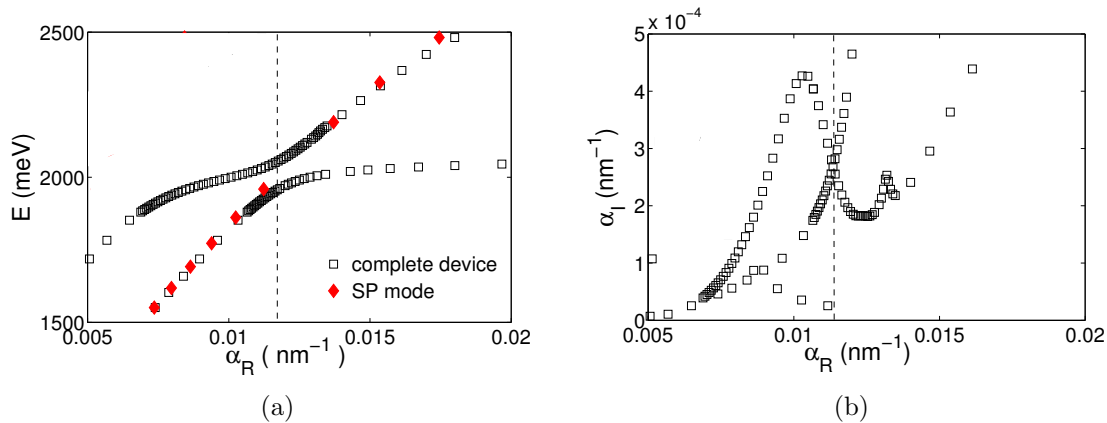 2500
2000
1500
E (meV)
0.005
0.01
0.015
0.02
α_R ( nm⁻¹)
complete device
SP mode
(a)
x 10⁻⁴
5
4
3
2
1
0
α_I (nm⁻¹)
0.005
0.01
0.015
0.02
α_R (nm⁻¹)
(b)